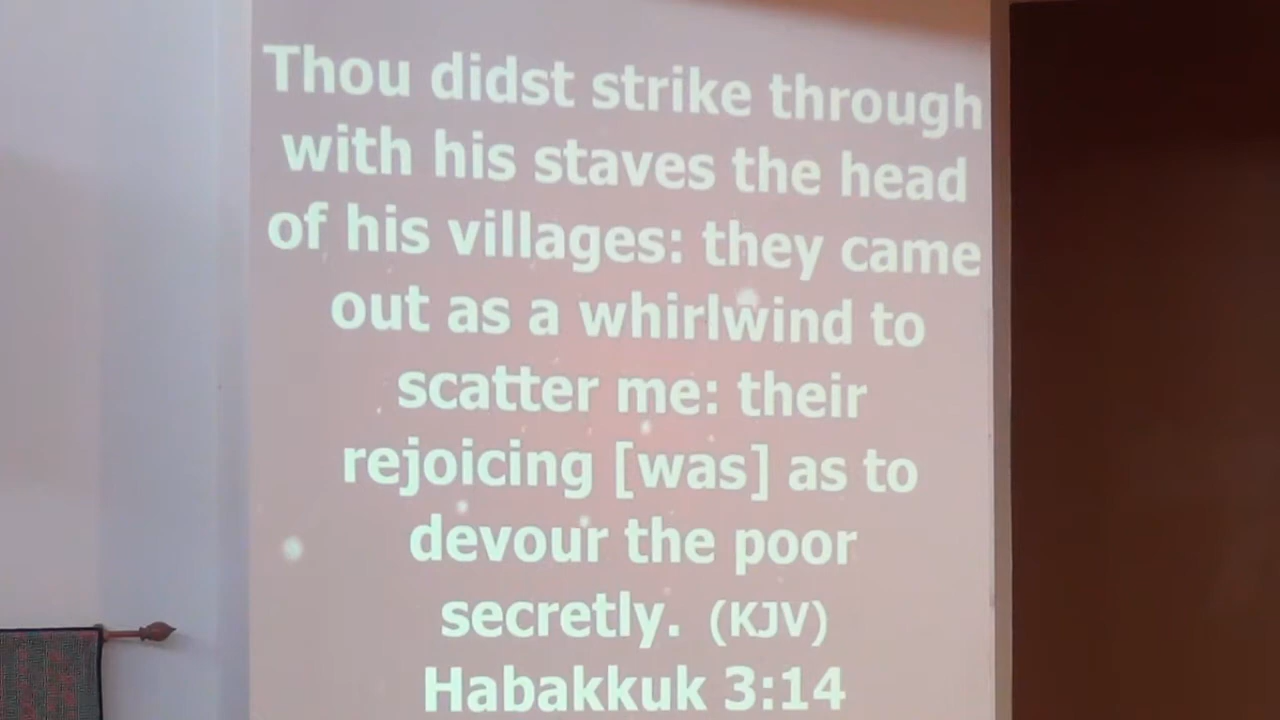 Thou didst strike through
with his staves the head
of his villages: they came
out as a whirlwind to
scatter me: their
rejoicing [was] as to
devour the poor
secretly. (KJV)
Habakkuk 3:14